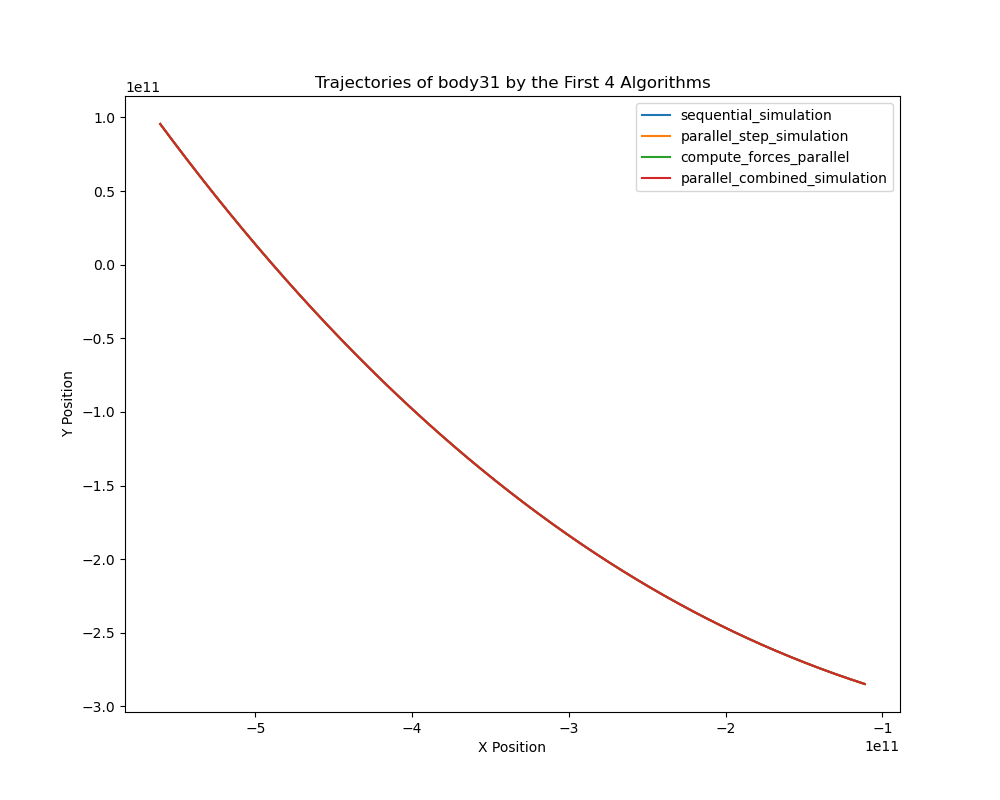 Trajectories of body31 by the First 4 Algorithms
1e11
sequential_simulation
parallel_step_simulation
compute_forces_parallel
parallel_combined_simulation
1.0
0.5
0.0
−0.5
−1.0
−1.5
−2.0
−2.5
−3.0
Y Position
−5
−4
−3
−2
−1
X Position
1e11